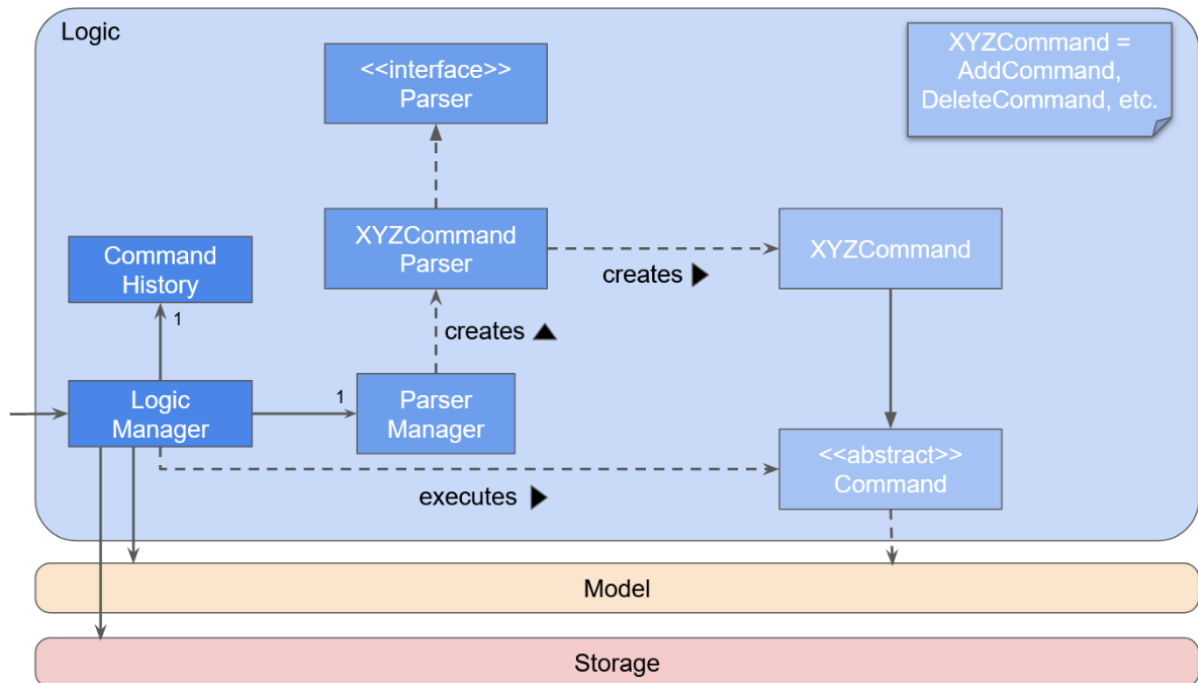 Logic
<<interface>>
Parser
XYZCommand =
AddCommand,
DeleteCommand, etc.
XYZCommand
Parser
XYZCommand
creates ▶
Command
History
1
creates ▲
Logic
Manager
1
Parser
Manager
<<abstract>>
Command
executes ▶
Model
Storage